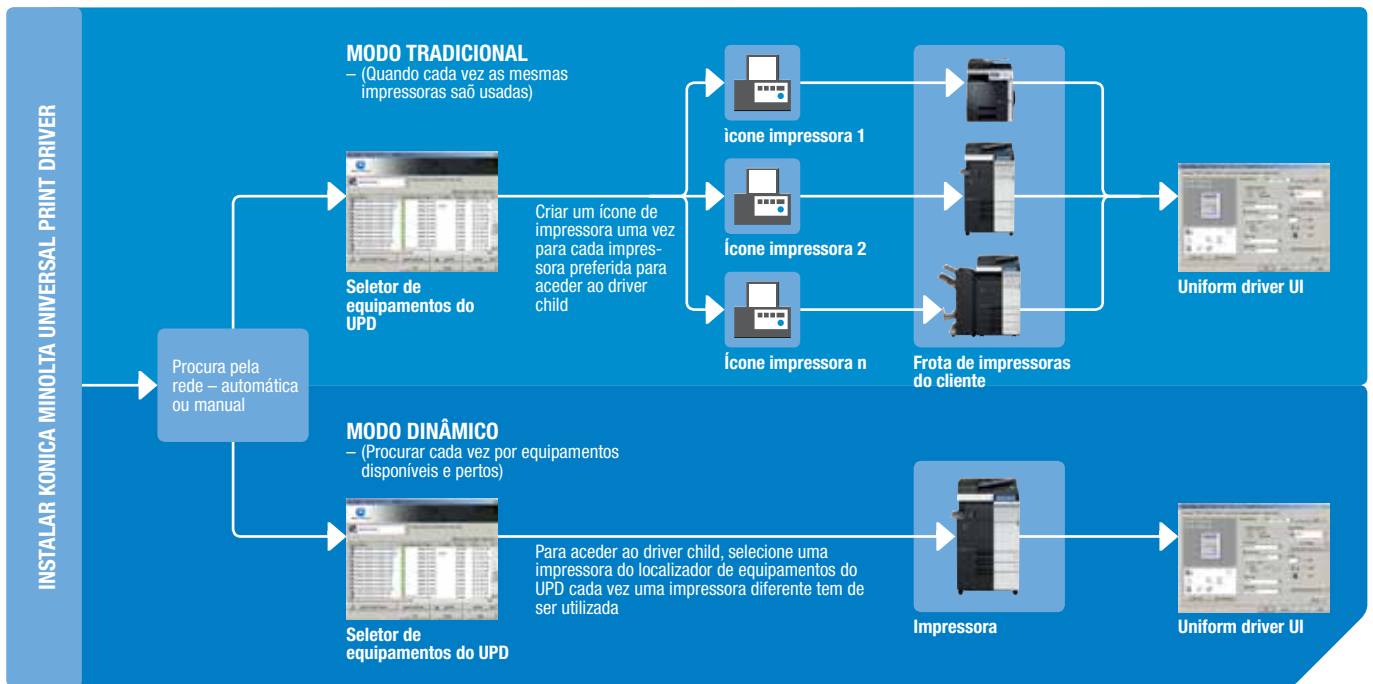 INSTALAR KONICA MINOLTA UNIVERSAL PRINT DRIVER
Procura pela
rede – automática
ou manual
MODO TRADICIONAL
– (Quando cada vez as mesmas
impressoras saõ usadas)
Seletor de
equipamentos do
UPD
Criar um ícone de
impressora uma vez
para cada impres-
sora preferida para
aceder ao driver
child
ìcone impressora 1
Ícone impressora 2
Ícone impressora n
Frota de impressoras
do cliente
Uniform driver UI
MODO DINÂMICO
– (Procurar cada vez por equipamentos
disponíveis e pertos)
Seletor de
equipamentos do UPD
Para aceder ao driver child, selecione uma
impressora do localizador de equipamentos do
UPD cada vez uma impressora diferente tem de
ser utilizada
Impressora
Uniform driver UI